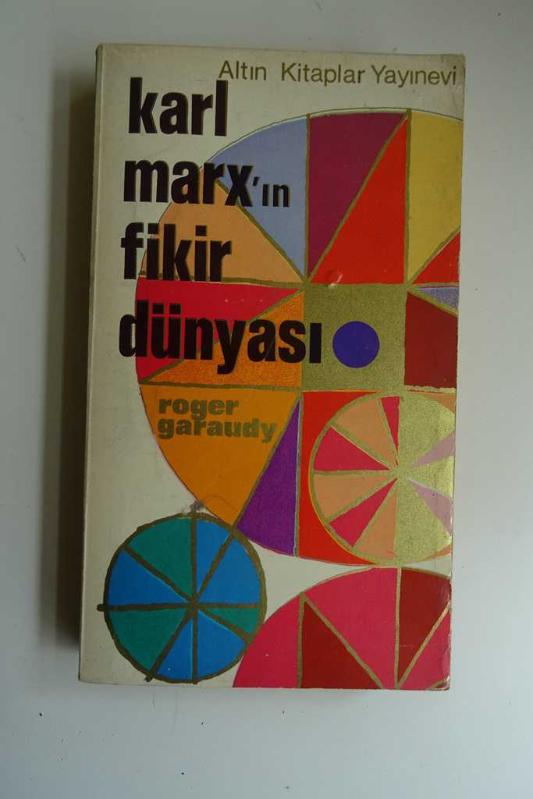 Altın Kitaplar Yayınevi
karl
marx'ın
fikir
dünyası
roger
garaudy